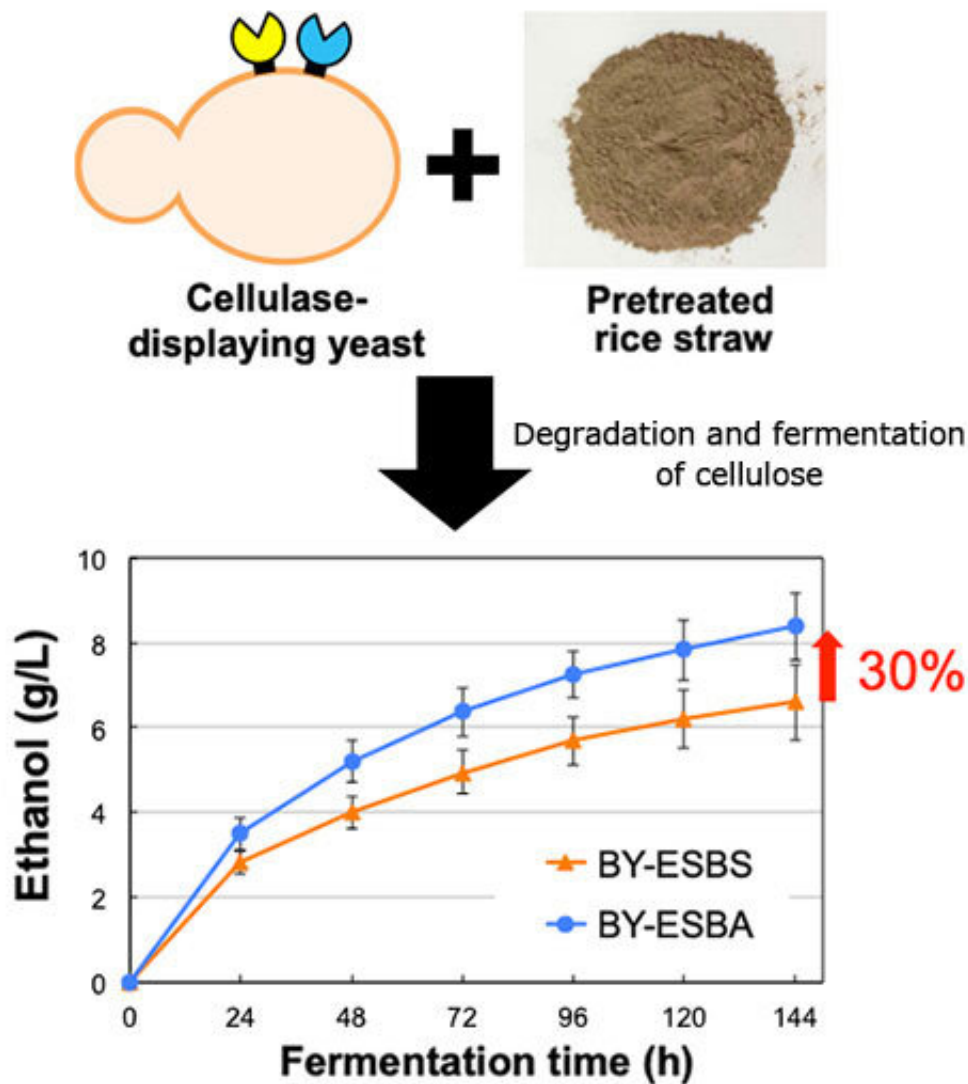 Cellulase-
displaying yeast
Pretreated
rice straw
Degradation and fermentation
of cellulose
10
8
6
4
2
0
Ethanol (g/L)
30%
BY-ESBS
BY-ESBA
0 24 48 72 96 120 144
Fermentation time (h)